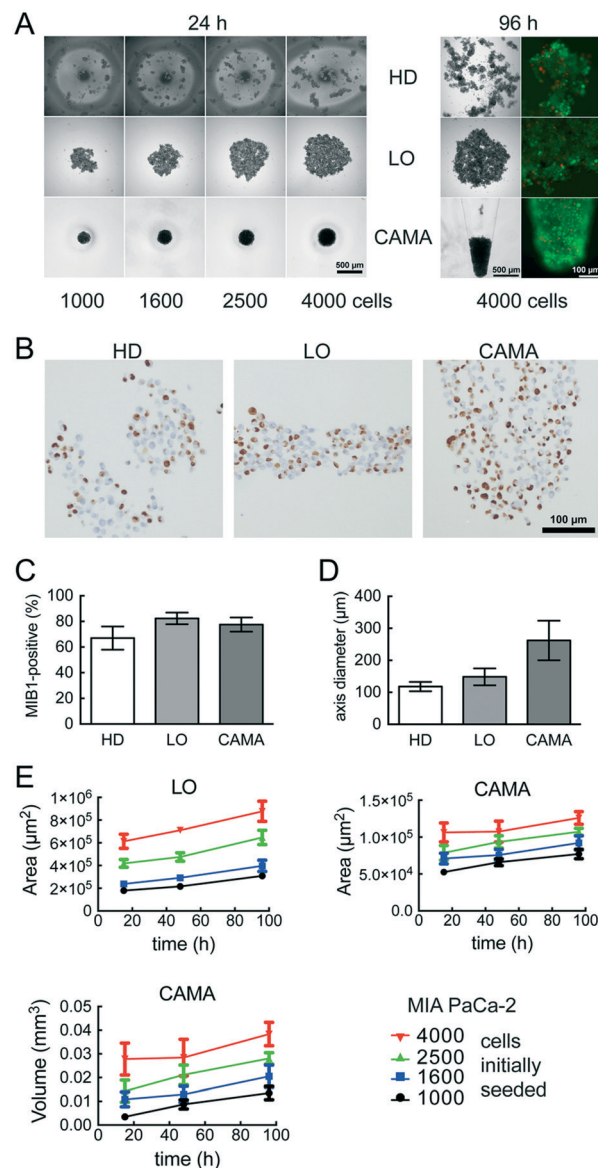 A
24 h
96 h
HD
LO
CAMA
500 µm
500 µm
100 µm
1000 1600 2500 4000 cells
4000 cells
B
HD LO CAMA
100 µm
C
MIB1-positive (%)
100
80
60
40
20
0
HD LO CAMA
D
axis diameter (µm)
400
300
200
100
0
HD LO CAMA
E
LO
Area (µm²)
1×10⁶
8×10⁵
6×10⁵
4×10⁵
2×10⁵
0 20 40 60 80 100
time (h)
CAMA
Area (µm²)
1.5×10⁵
1.0×10⁵
5.0×10⁴
0.0
0 20 40 60 80 100
time (h)
CAMA
Volume (mm³)
0.05
0.04
0.03
0.02
0.01
0.00
0 20 40 60 80 100
time (h)
MIA PaCa-2
4000 cells
2500 initially
1600 seeded
1000